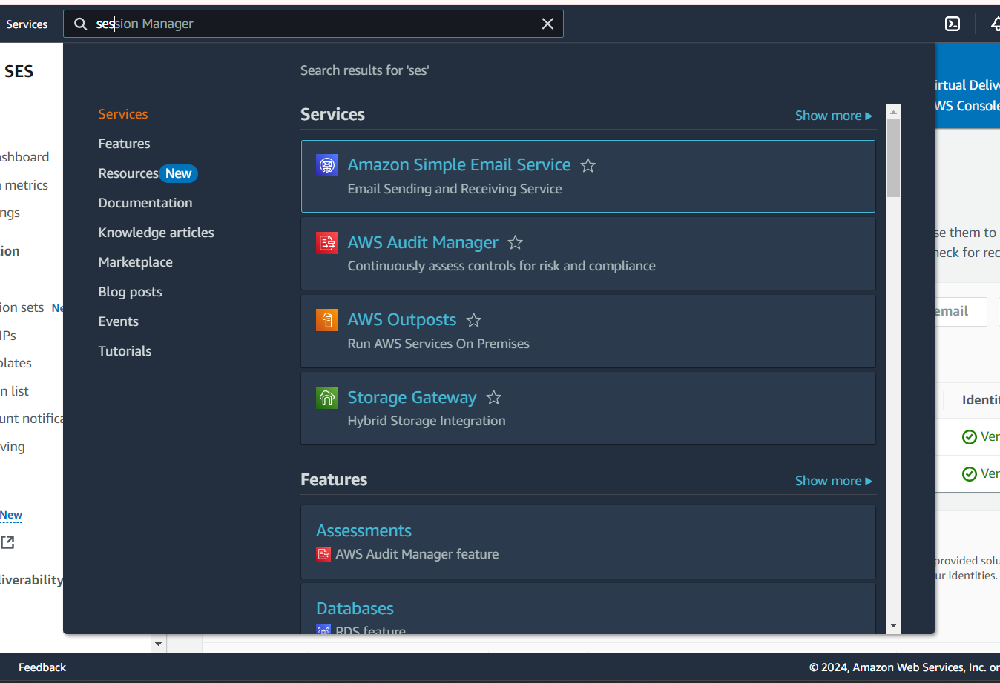 Services
session Manager
SES
Search results for 'ses'
Services
Features
Resources New
Documentation
Knowledge articles
Marketplace
Blog posts
Events
Tutorials
Services
Show more
Amazon Simple Email Service
Email Sending and Receiving Service
AWS Audit Manager
Continuously assess controls for risk and compliance
AWS Outposts
Run AWS Services On Premises
Storage Gateway
Hybrid Storage Integration
Features
Show more
Assessments
AWS Audit Manager feature
Databases
RDS feature
shboard
metrics
ngs
ion
ion sets Ne
IPs
plates
n list
unt notifica
ving
New
iverability
irtual Delive
WS Console
se them to
heck for rec
email
Identit
Ver
Ver
provided solu
ur identities.
Feedback
© 2024, Amazon Web Services, Inc. or